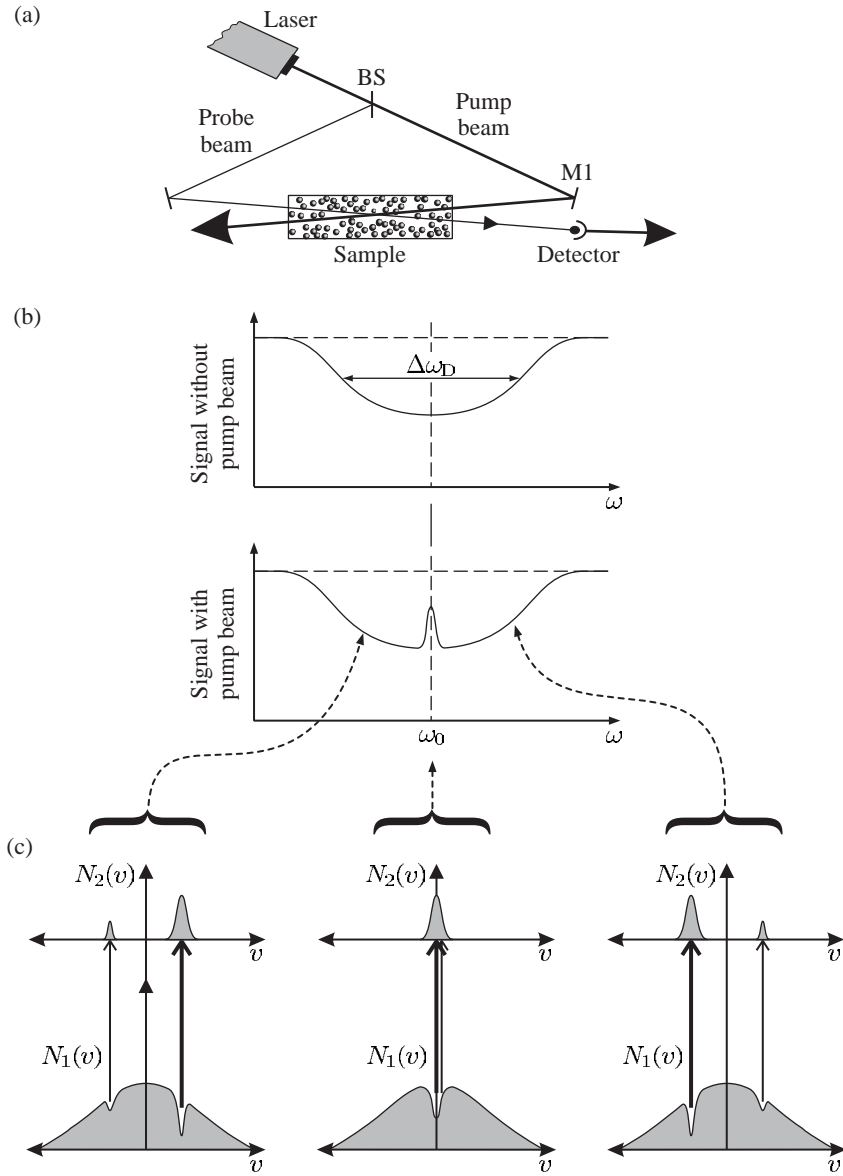 (a)
Laser
BS
Probe
beam
Pump
beam
M1
Sample
Detector
(b)
Signal without
pump beam
Δω_D
ω
Signal with
pump beam
ω₀
ω
(c)
N₂(v)
v
N₁(v)
v
N₂(v)
v
N₁(v)
v
N₂(v)
v
N₁(v)
v